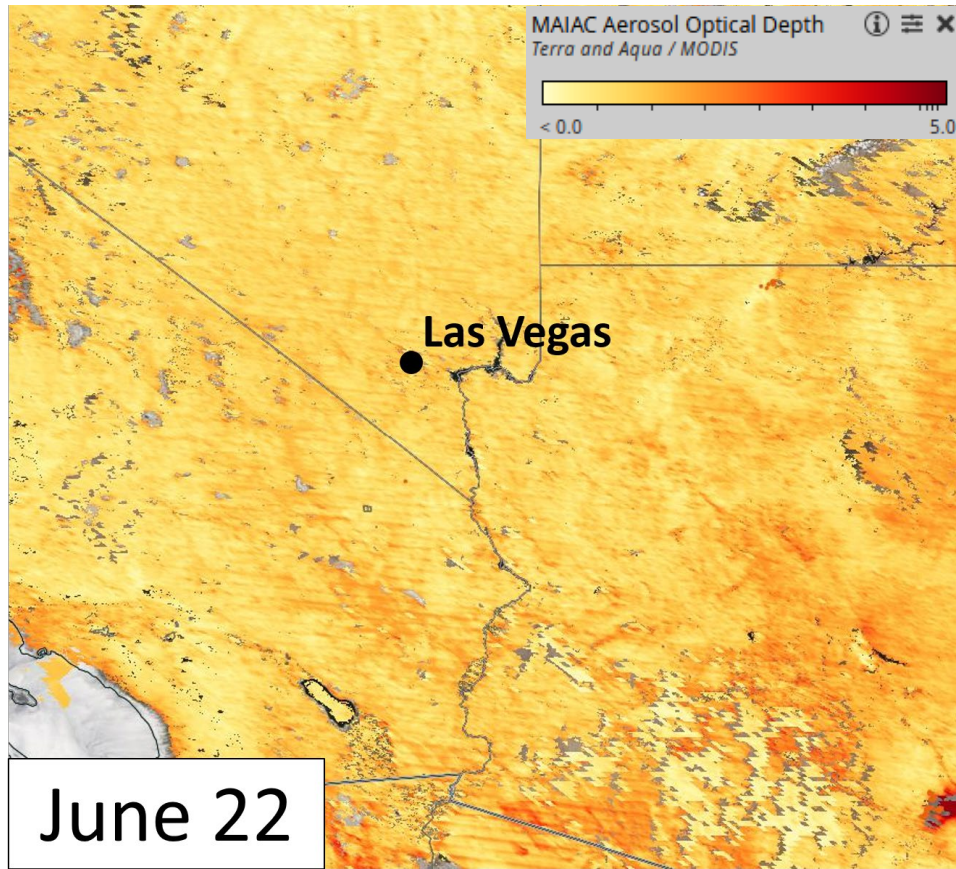 MAIAC Aerosol Optical Depth
Terra and Aqua / MODIS
< 0.0 5.0
Las Vegas
June 22